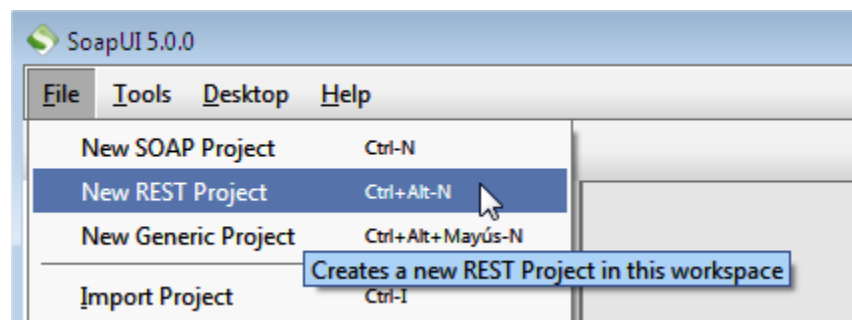 SoapUI 5.0.0
File Tools Desktop Help
New SOAP Project Ctrl-N
New REST Project Ctrl+Alt-N
New Generic Project Ctrl+Alt+Mayús-N
Creates a new REST Project in this workspace
Import Project Ctrl-I